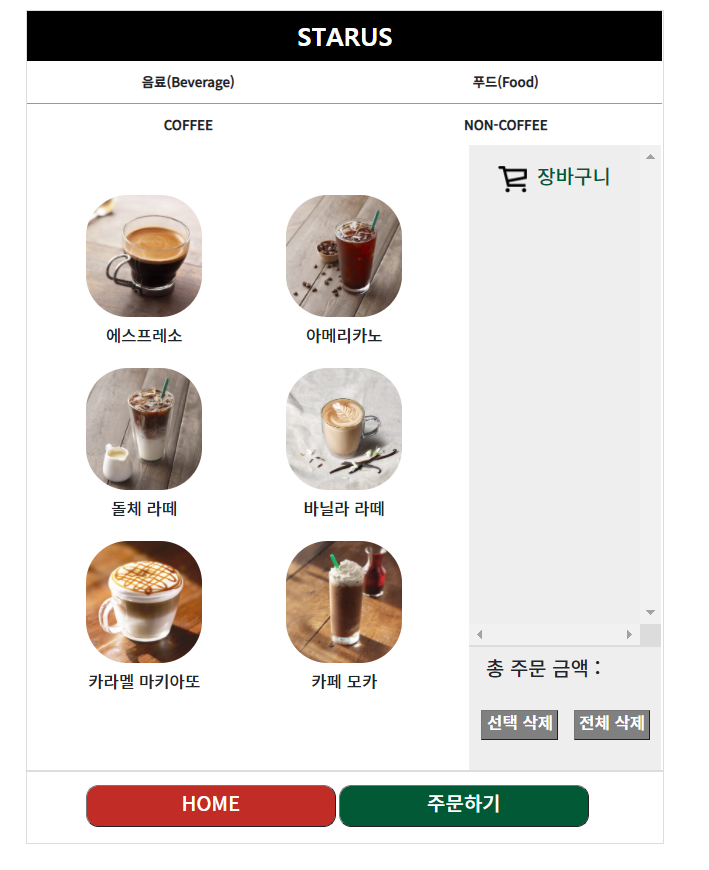 STARUS
음료(Beverage) 푸드(Food)
COFFEE NON-COFFEE
장바구니
에스프레소 아메리카노
돌체 라떼 바닐라 라떼
카라멜 마키아또 카페 모카
총 주문 금액 :
선택 삭제 전체 삭제
HOME 주문하기